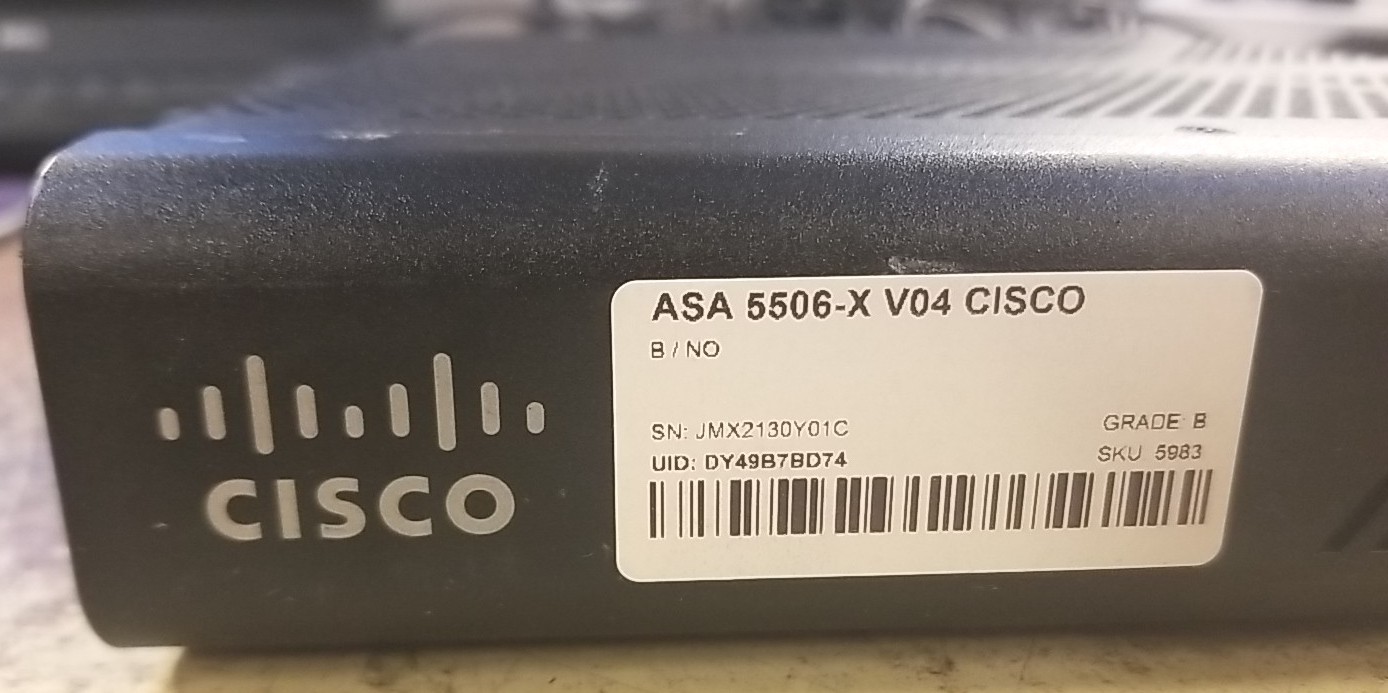 CISCO
ASA 5506-X V04 CISCO
B / NO
SN: JMX2130Y01C
GRADE: B
UID: DY49B7BD74
SKU 5983